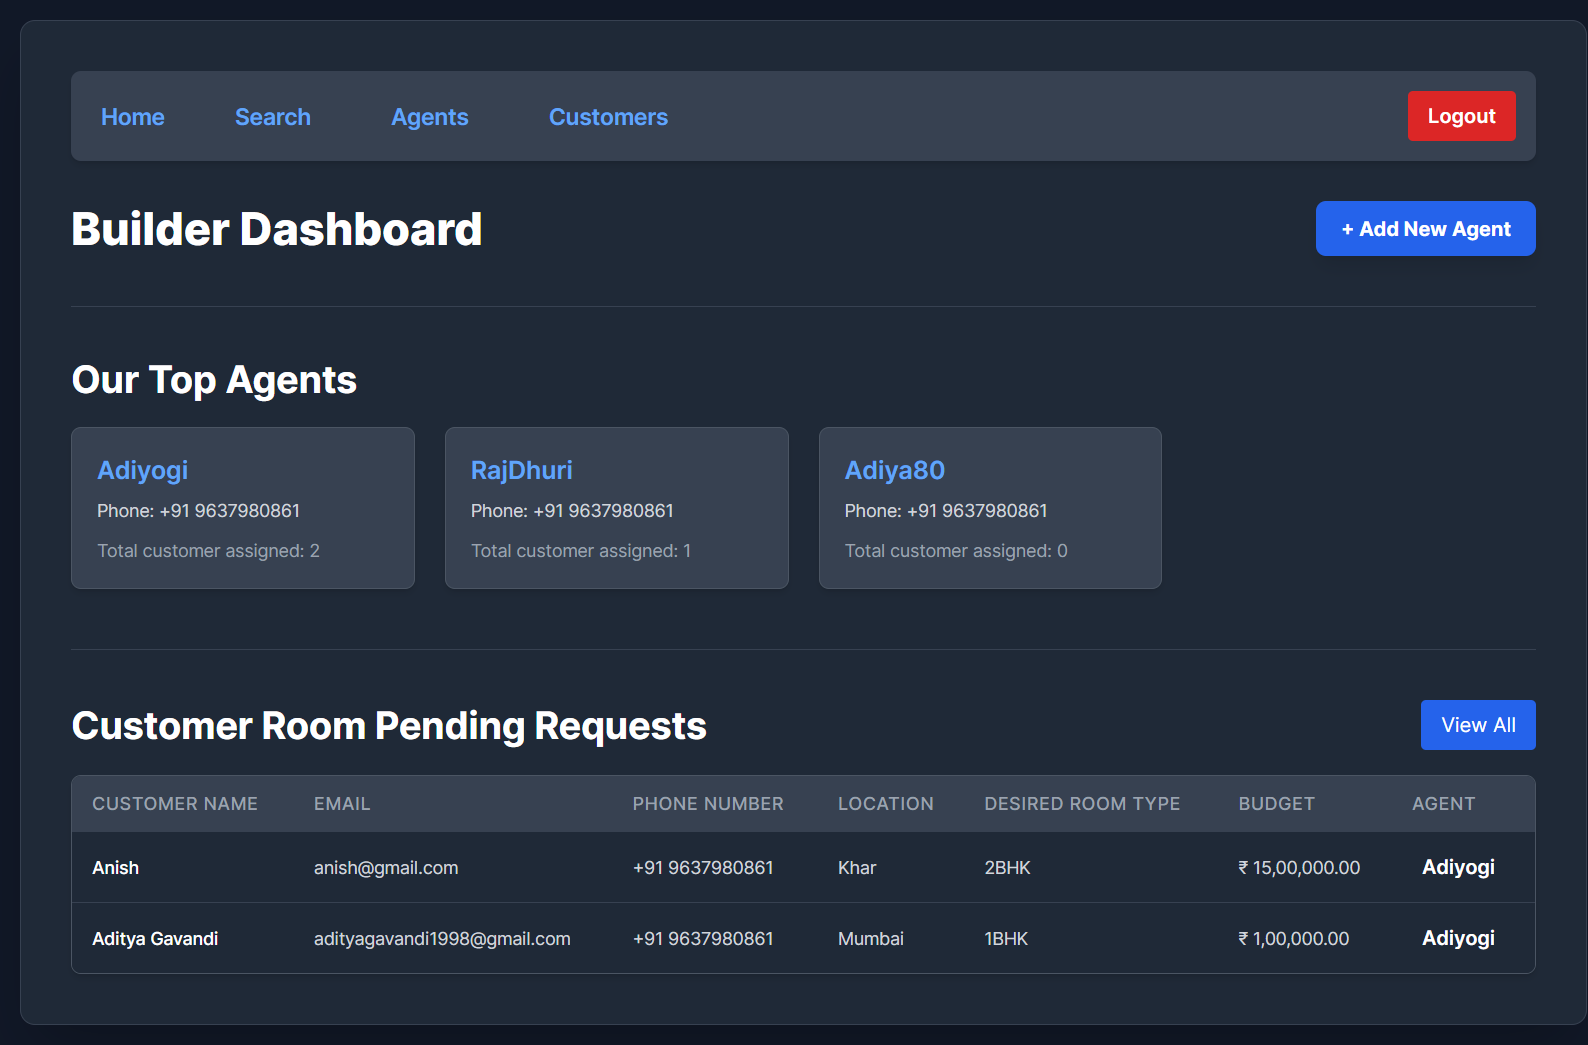 Home Search Agents Customers Logout
Builder Dashboard + Add New Agent
Our Top Agents
Adiyogi
Phone: +91 9637980861
Total customer assigned: 2
RajDhuri
Phone: +91 9637980861
Total customer assigned: 1
Adiya80
Phone: +91 9637980861
Total customer assigned: 0
Customer Room Pending Requests View All
CUSTOMER NAME EMAIL PHONE NUMBER LOCATION DESIRED ROOM TYPE BUDGET AGENT
Anish anish@gmail.com +91 9637980861 Khar 2BHK ₹ 15,00,000.00 Adiyogi
Aditya Gavandi adityagavandi1998@gmail.com +91 9637980861 Mumbai 1BHK ₹ 1,00,000.00 Adiyogi